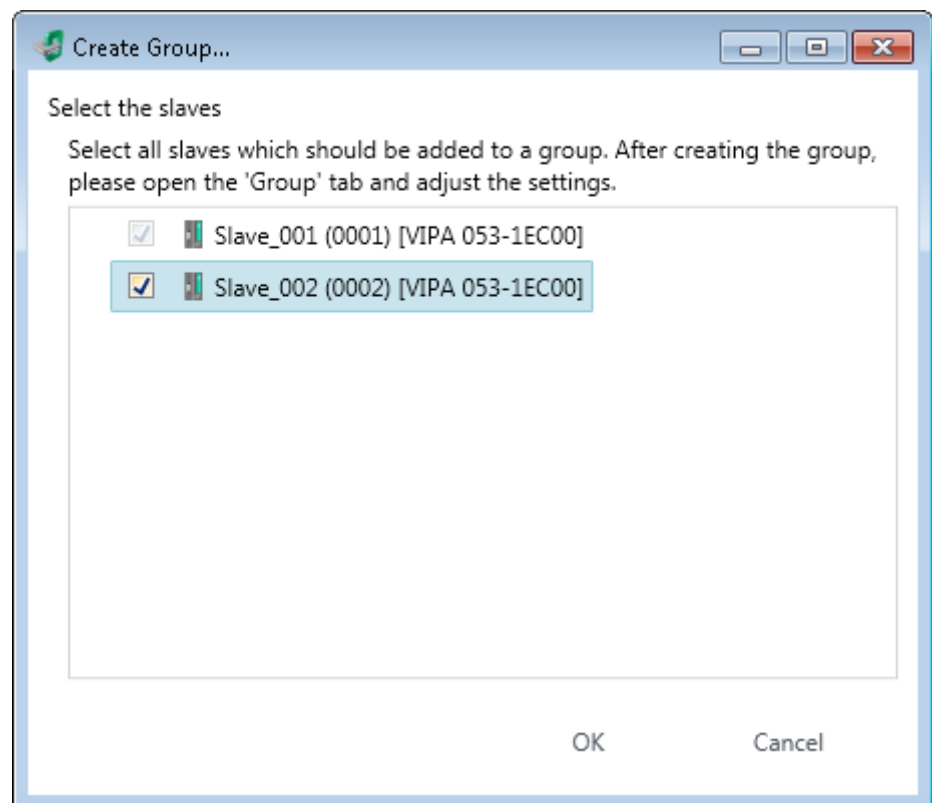 Create Group...
Select the slaves
Select all slaves which should be added to a group. After creating the group,
please open the 'Group' tab and adjust the settings.
Slave_001 (0001) [VIPA 053-1EC00]
Slave_002 (0002) [VIPA 053-1EC00]
OK Cancel